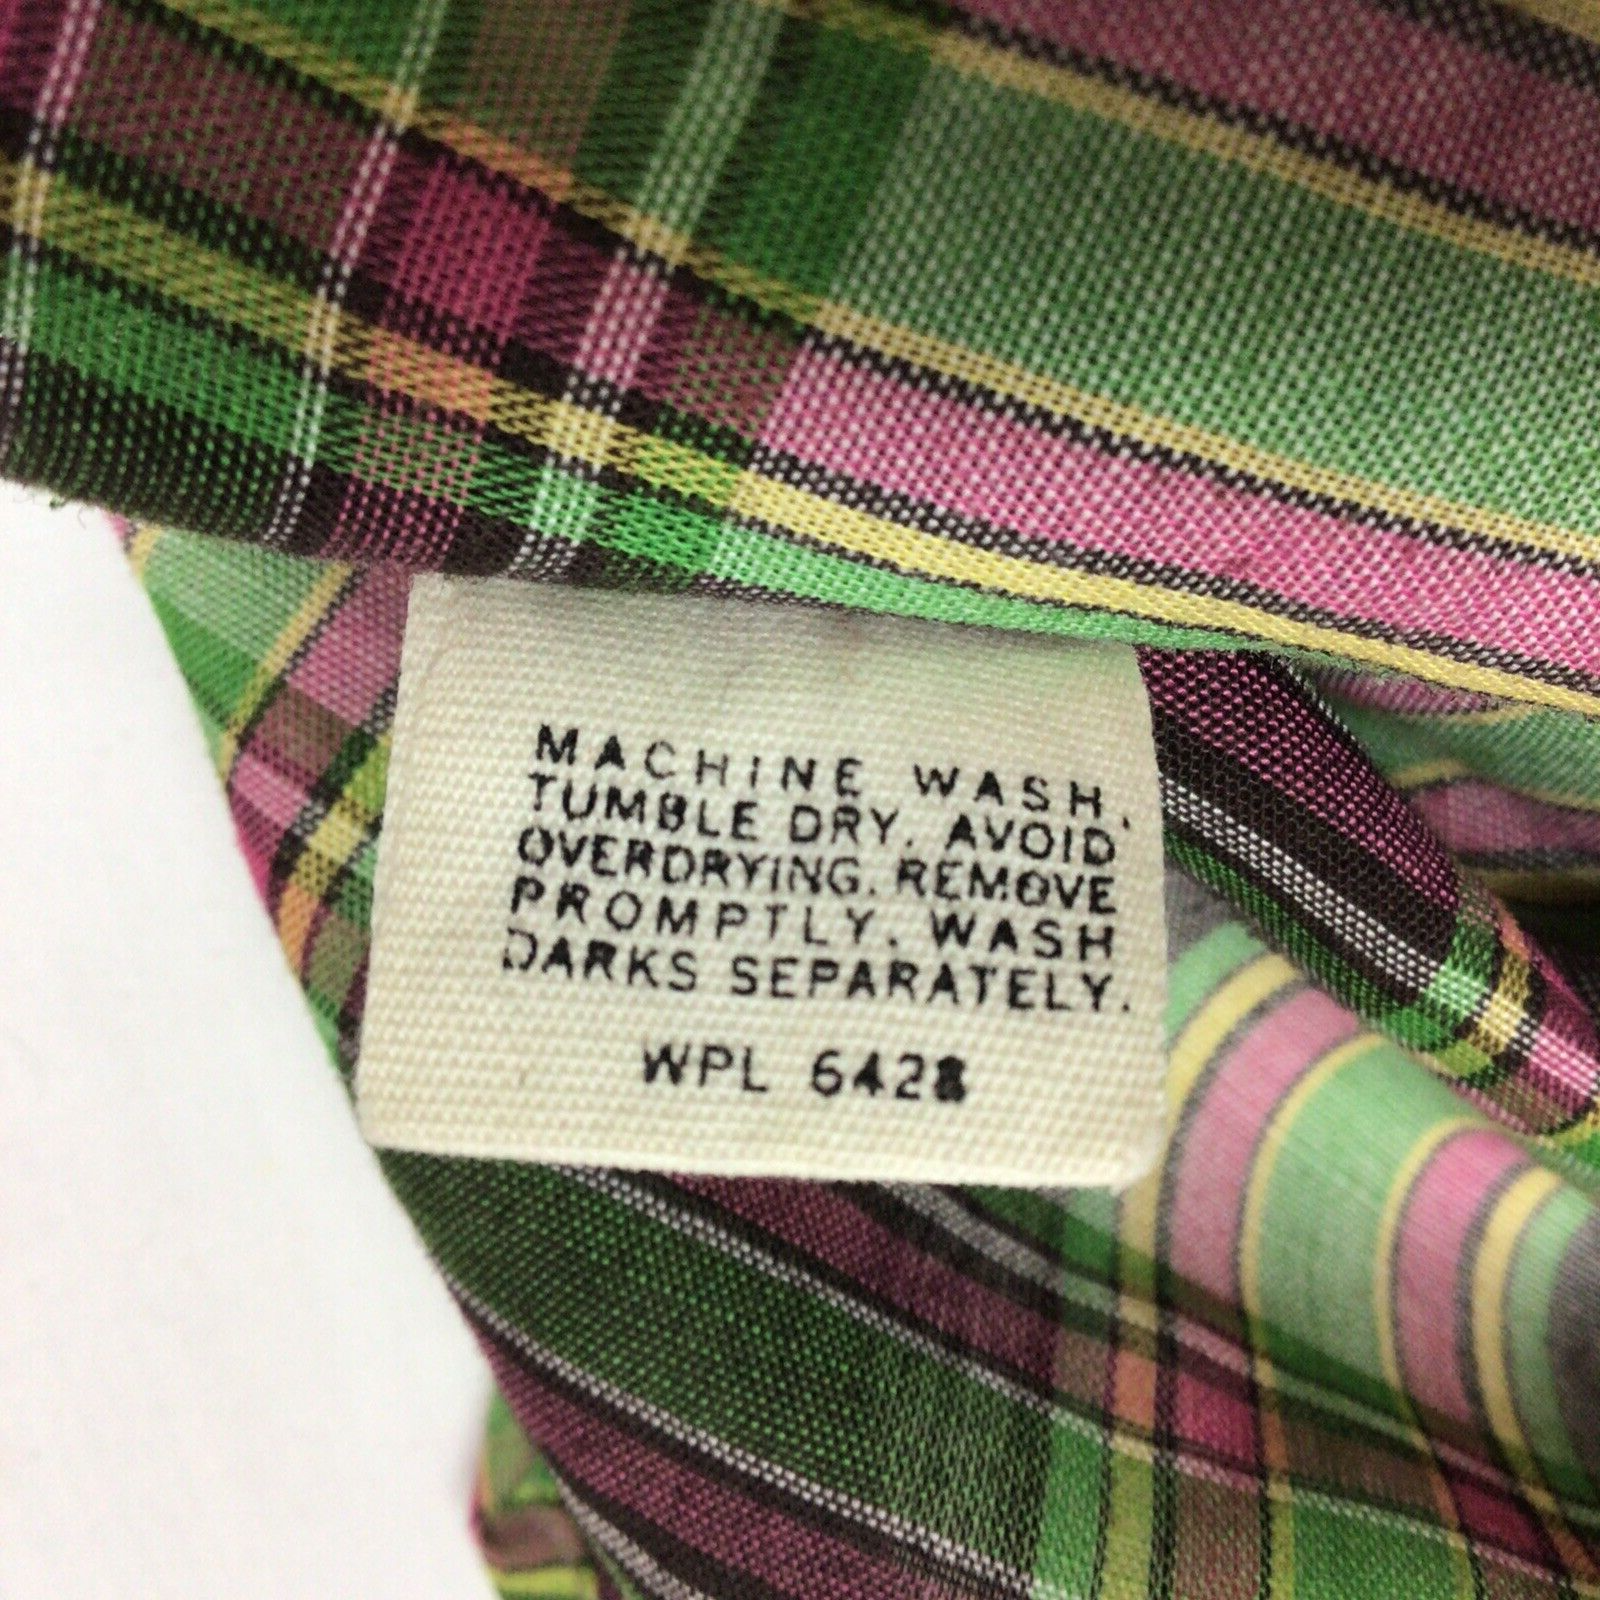 MACHINE WASH.
TUMBLE DRY. AVOID
OVERDRYING. REMOVE
PROMPTLY. WASH
DARKS SEPARATELY.
WPL 6428